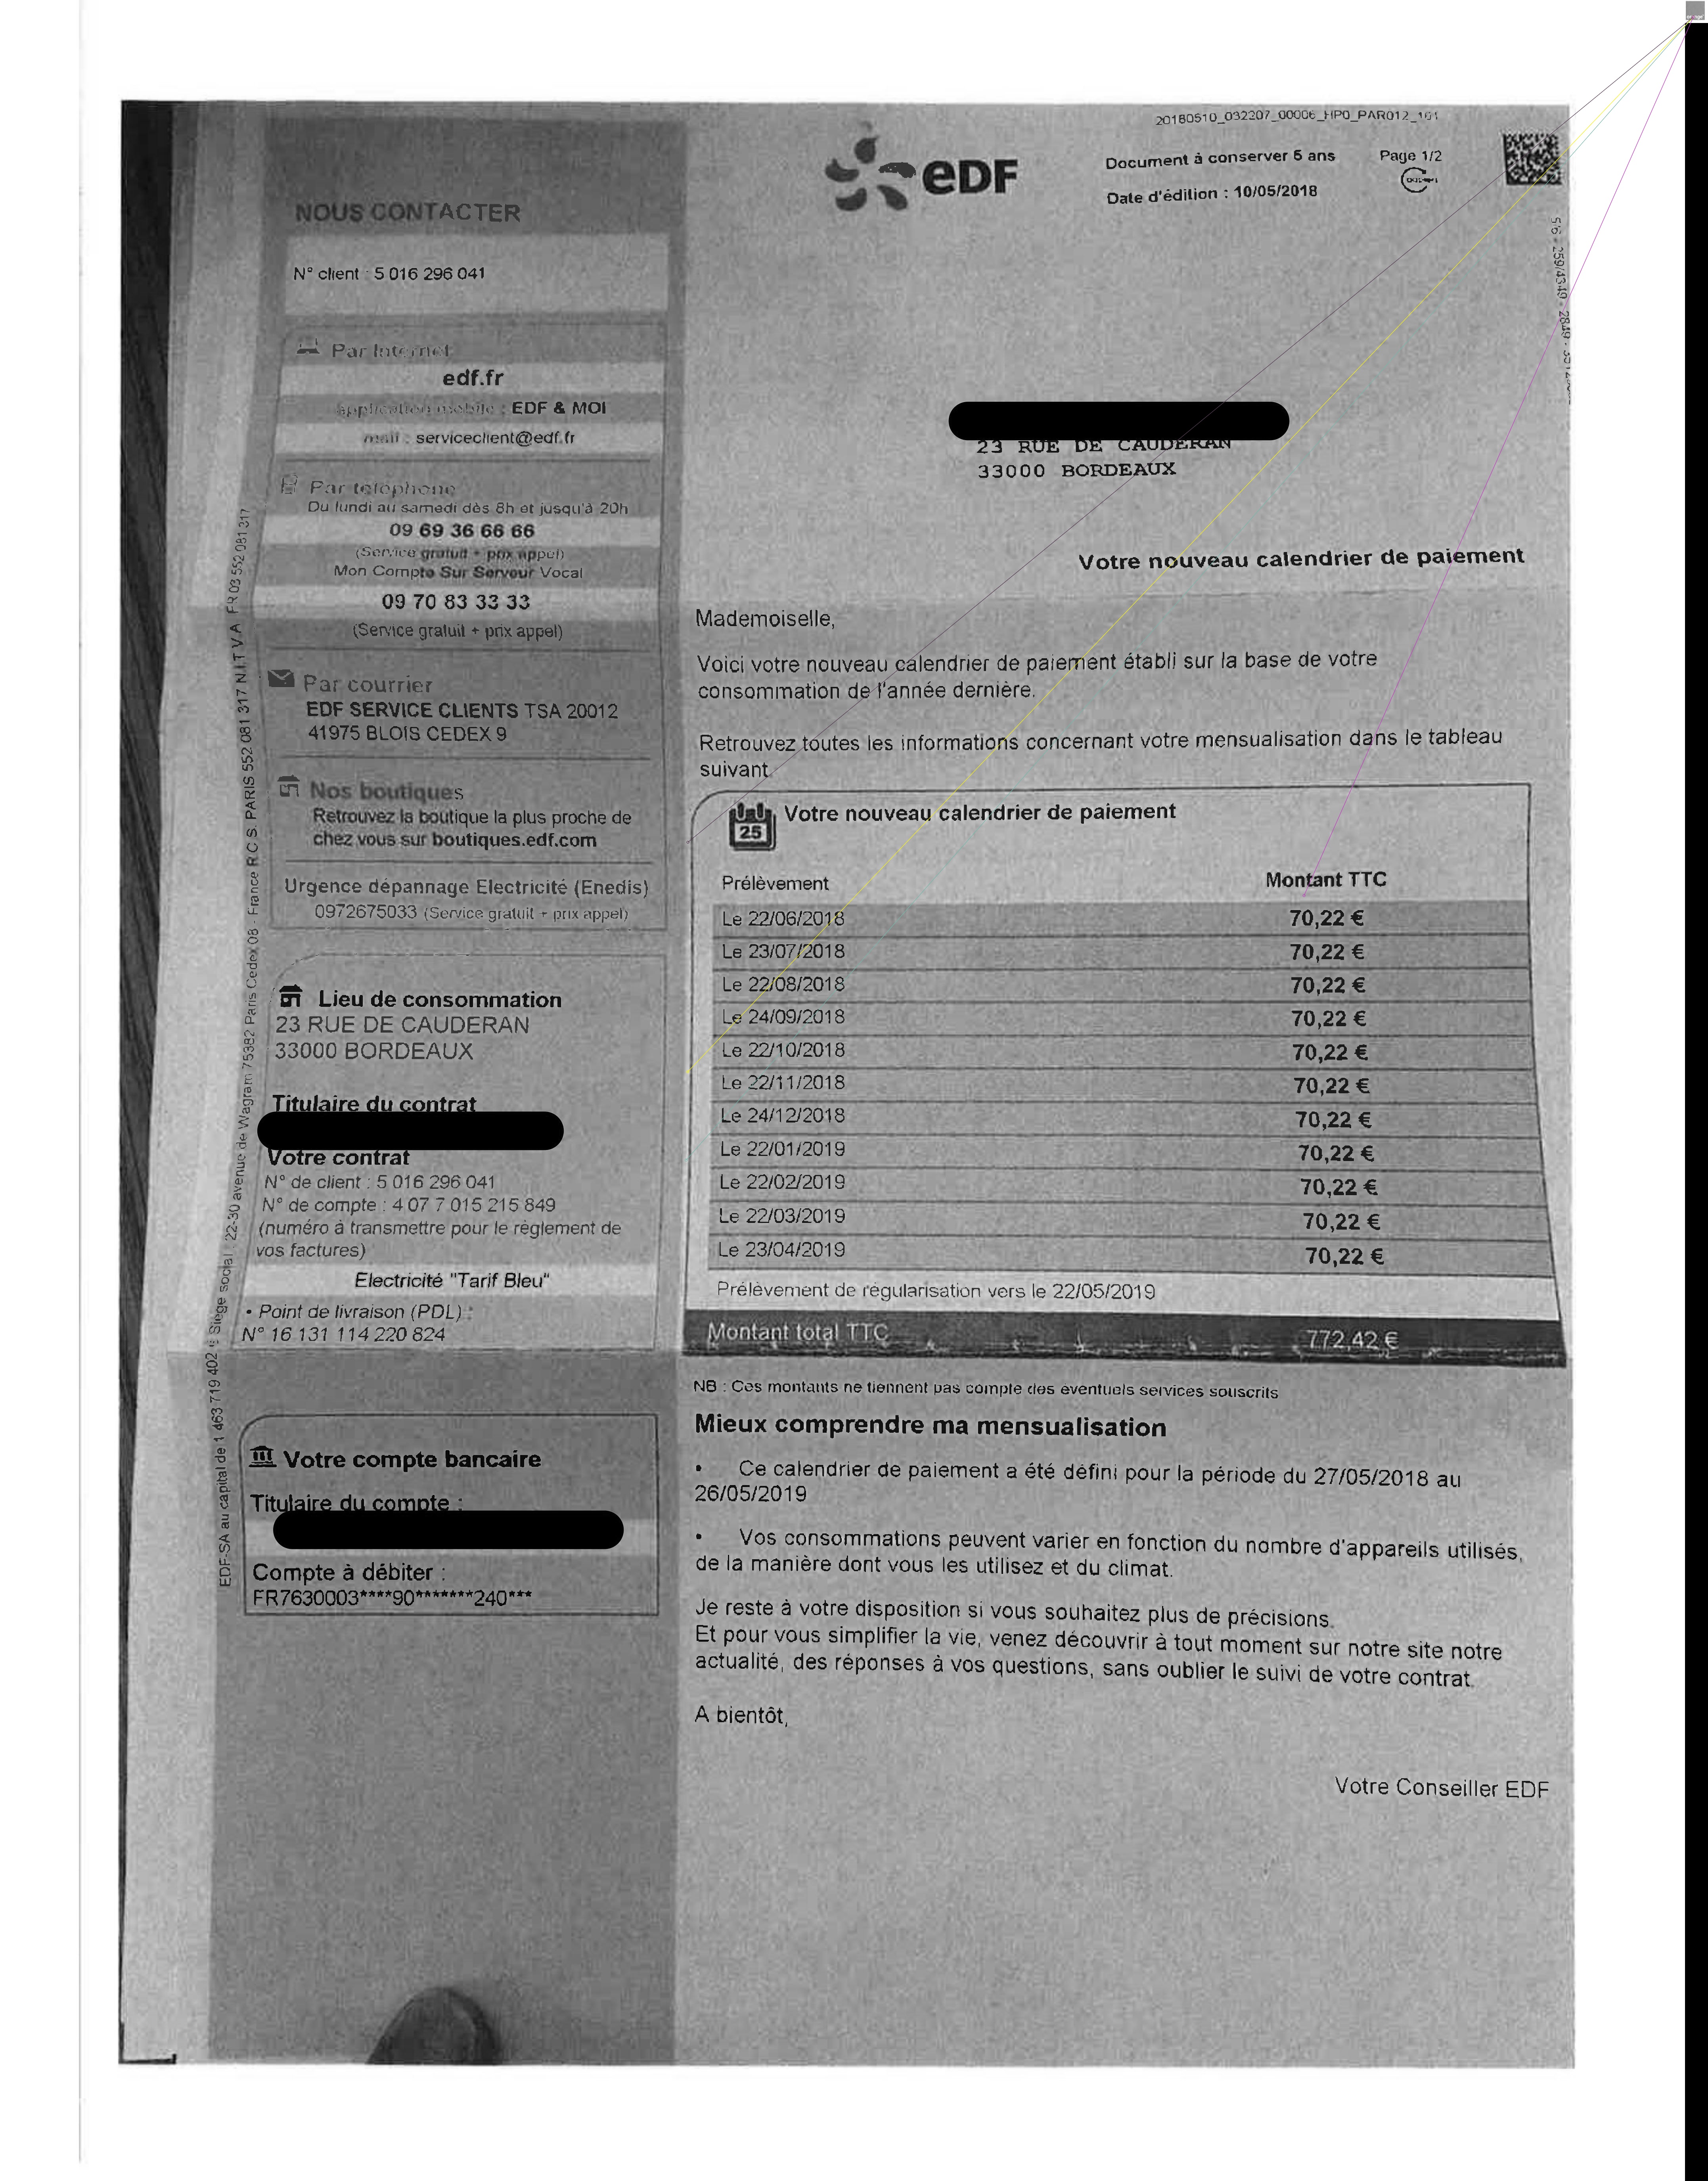 20180510_032207_00006_HP0_PAR012_101
eDF
Document à conserver 5 ans
Page 1/2
Date d'édition : 10/05/2018
NOUS CONTACTER
N° client : 5 016 296 041
Par Internet
edf.fr
application mobile : EDF & MOI
mail : serviceclient@edf.fr
Par téléphone
Du lundi au samedi dès 8h et jusqu'à 20h
09 69 36 66 66
(Service gratuit + prix appel)
Mon Compte Sur Serveur Vocal
09 70 83 33 33
(Service gratuit + prix appel)
Par courrier
EDF SERVICE CLIENTS TSA 20012
41975 BLOIS CEDEX 9
Nos boutiques
Retrouvez la boutique la plus proche de
chez vous sur boutiques.edf.com
Urgence dépannage Electricité (Enedis)
0972675033 (Service gratuit + prix appel)
Lieu de consommation
23 RUE DE CAUDERAN
33000 BORDEAUX
Titulaire du contrat
Votre contrat
N° de client : 5 016 296 041
N° de compte : 4 07 7 015 215 849
(numéro à transmettre pour le règlement de
vos factures)
Electricité "Tarif Bleu"
• Point de livraison (PDL) :
N° 16 131 114 220 824
Votre compte bancaire
Titulaire du compte :
Compte à débiter :
FR7630003****90*******240***
EDF-SA au capital de 1 463 719 402 € Siège social : 22-30 avenue de Wagram 75382 Paris Cedex 08 - France R.C.S. PARIS 552 081 317 N.I.T.V.A FR 03 552 081 317
23 RUE DE CAUDERAN
33000 BORDEAUX
Votre nouveau calendrier de paiement
Mademoiselle,
Voici votre nouveau calendrier de paiement établi sur la base de votre
consommation de l'année dernière.
Retrouvez toutes les informations concernant votre mensualisation dans le tableau
suivant.
25
Votre nouveau calendrier de paiement
Prélèvement Montant TTC
Le 22/06/2018 70,22 €
Le 23/07/2018 70,22 €
Le 22/08/2018 70,22 €
Le 24/09/2018 70,22 €
Le 22/10/2018 70,22 €
Le 22/11/2018 70,22 €
Le 24/12/2018 70,22 €
Le 22/01/2019 70,22 €
Le 22/02/2019 70,22 €
Le 22/03/2019 70,22 €
Le 23/04/2019 70,22 €
Prélèvement de régularisation vers le 22/05/2019
Montant total TTC 772,42 €
NB : Ces montants ne tiennent pas compte des éventuels services souscrits
Mieux comprendre ma mensualisation
• Ce calendrier de paiement a été défini pour la période du 27/05/2018 au
26/05/2019
• Vos consommations peuvent varier en fonction du nombre d'appareils utilisés,
de la manière dont vous les utilisez et du climat.
Je reste à votre disposition si vous souhaitez plus de précisions.
Et pour vous simplifier la vie, venez découvrir à tout moment sur notre site notre
actualité, des réponses à vos questions, sans oublier le suivi de votre contrat.
A bientôt,
Votre Conseiller EDF